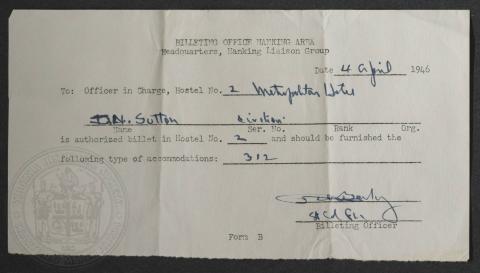 BILLETING OFFICE NANKING AREA
Headquarters, Nanking Liaison Group
Date 4 April 1946
To: Officer in Charge, Hostel No. 2 Metropolitan Hotel
D.N. Sutton Civilian
Name Ser. No. Rank Org.
is authorized billet in Hostel No. 2 and should be furnished the
following type of accommodations: 312
Billeting Officer
Form B